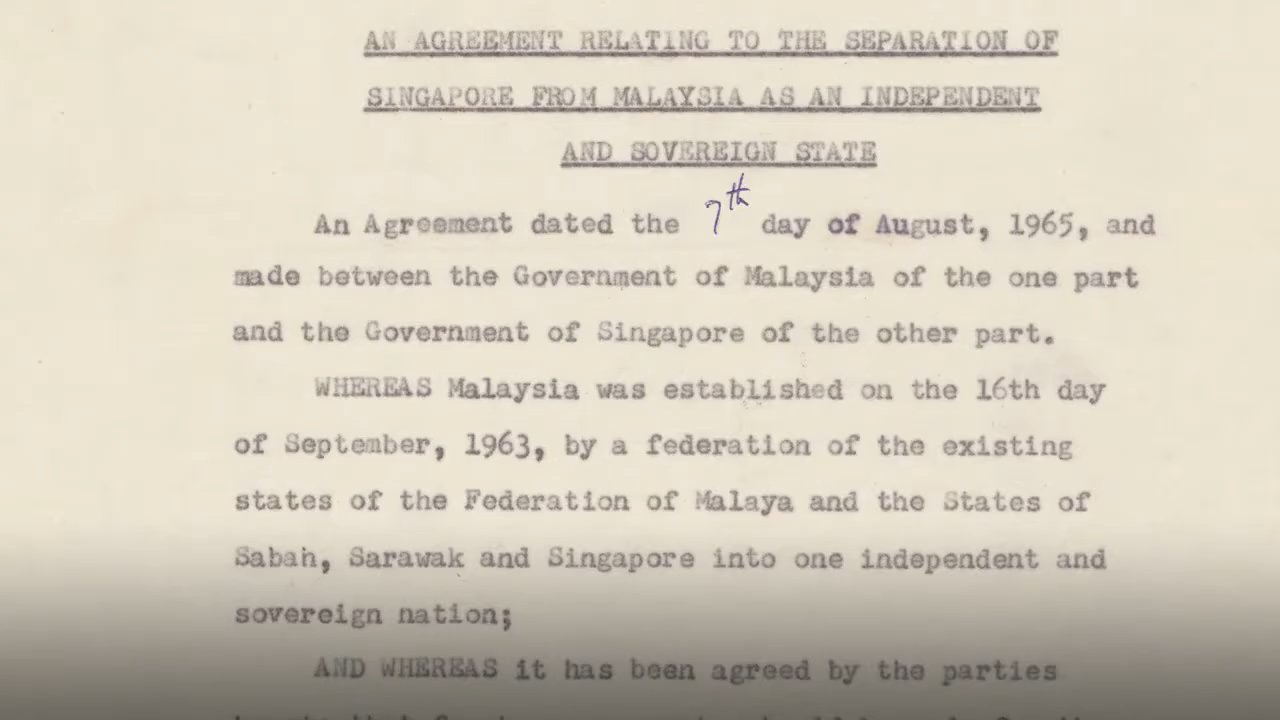 AN AGREEMENT RELATING TO THE SEPARATION OF
SINGAPORE FROM MALAYSIA AS AN INDEPENDENT
AND SOVEREIGN STATE
An Agreement dated the 7th day of August, 1965, and
made between the Government of Malaysia of the one part
and the Government of Singapore of the other part.
WHEREAS Malaysia was established on the 16th day
of September, 1963, by a federation of the existing
states of the Federation of Malaya and the States of
Sabah, Sarawak and Singapore into one independent and
sovereign nation;
AND WHEREAS it has been agreed by the parties